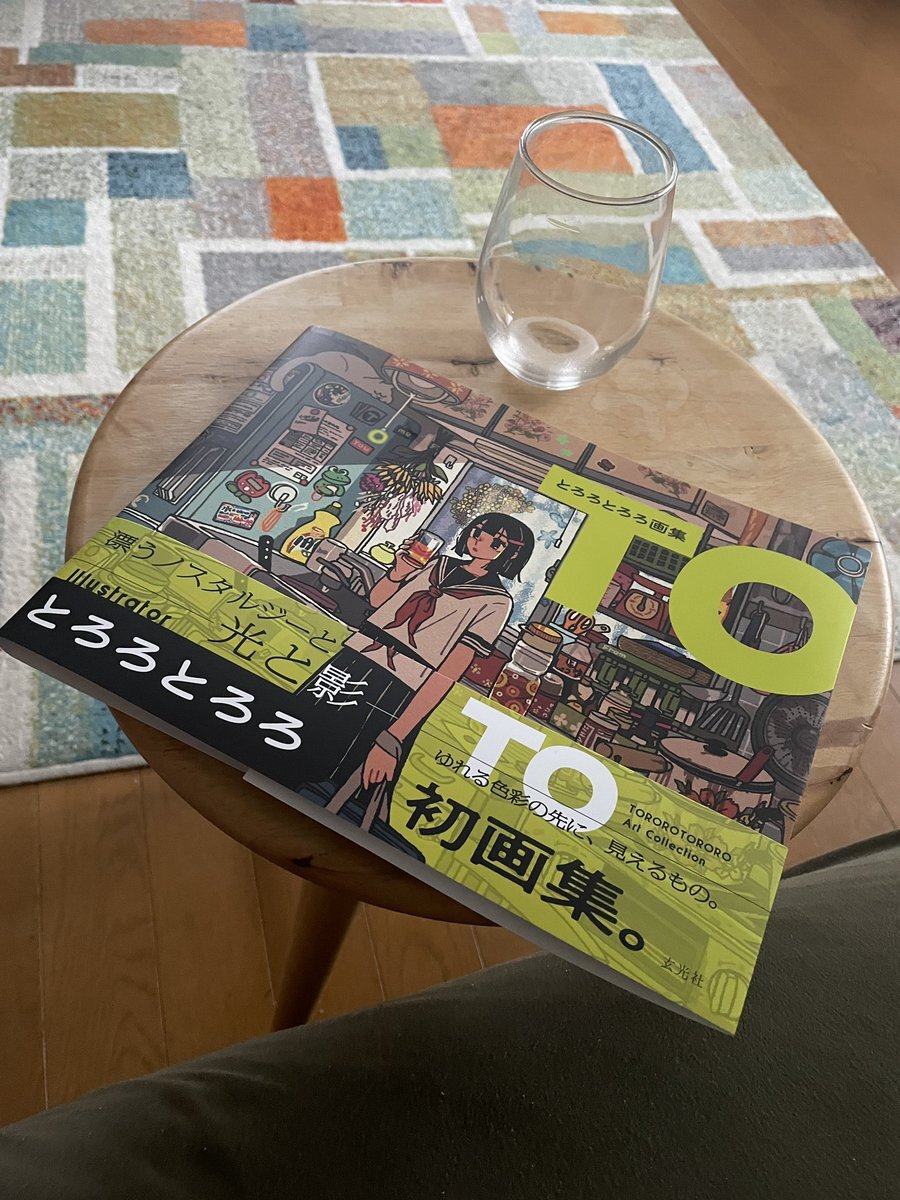 とろろとろろ画集
TO
TO
漂うノスタルジーと
光と影
Illustrator
とろろとろろ
ゆれる色彩の先に、見えるもの。
TOROROTORORO
Art Collection
初画集。
玄光社
you
me